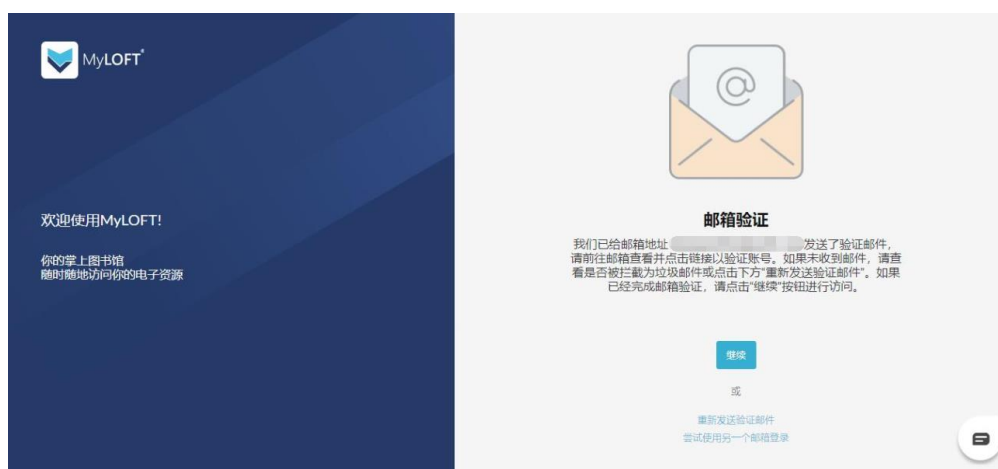 MyLOFT®
欢迎使用MyLOFT!
你的掌上图书馆
随时随地访问你的电子资源
@
邮箱验证
我们已给邮箱地址 发送了验证邮件，
请前往邮箱查看并点击链接以验证账号。如果未收到邮件，请查
看是否被拦截为垃圾邮件或点击下方“重新发送验证邮件”。如果
已经完成邮箱验证，请点击“继续”按钮进行访问。
继续
或
重新发送验证邮件
尝试使用另一个邮箱登录